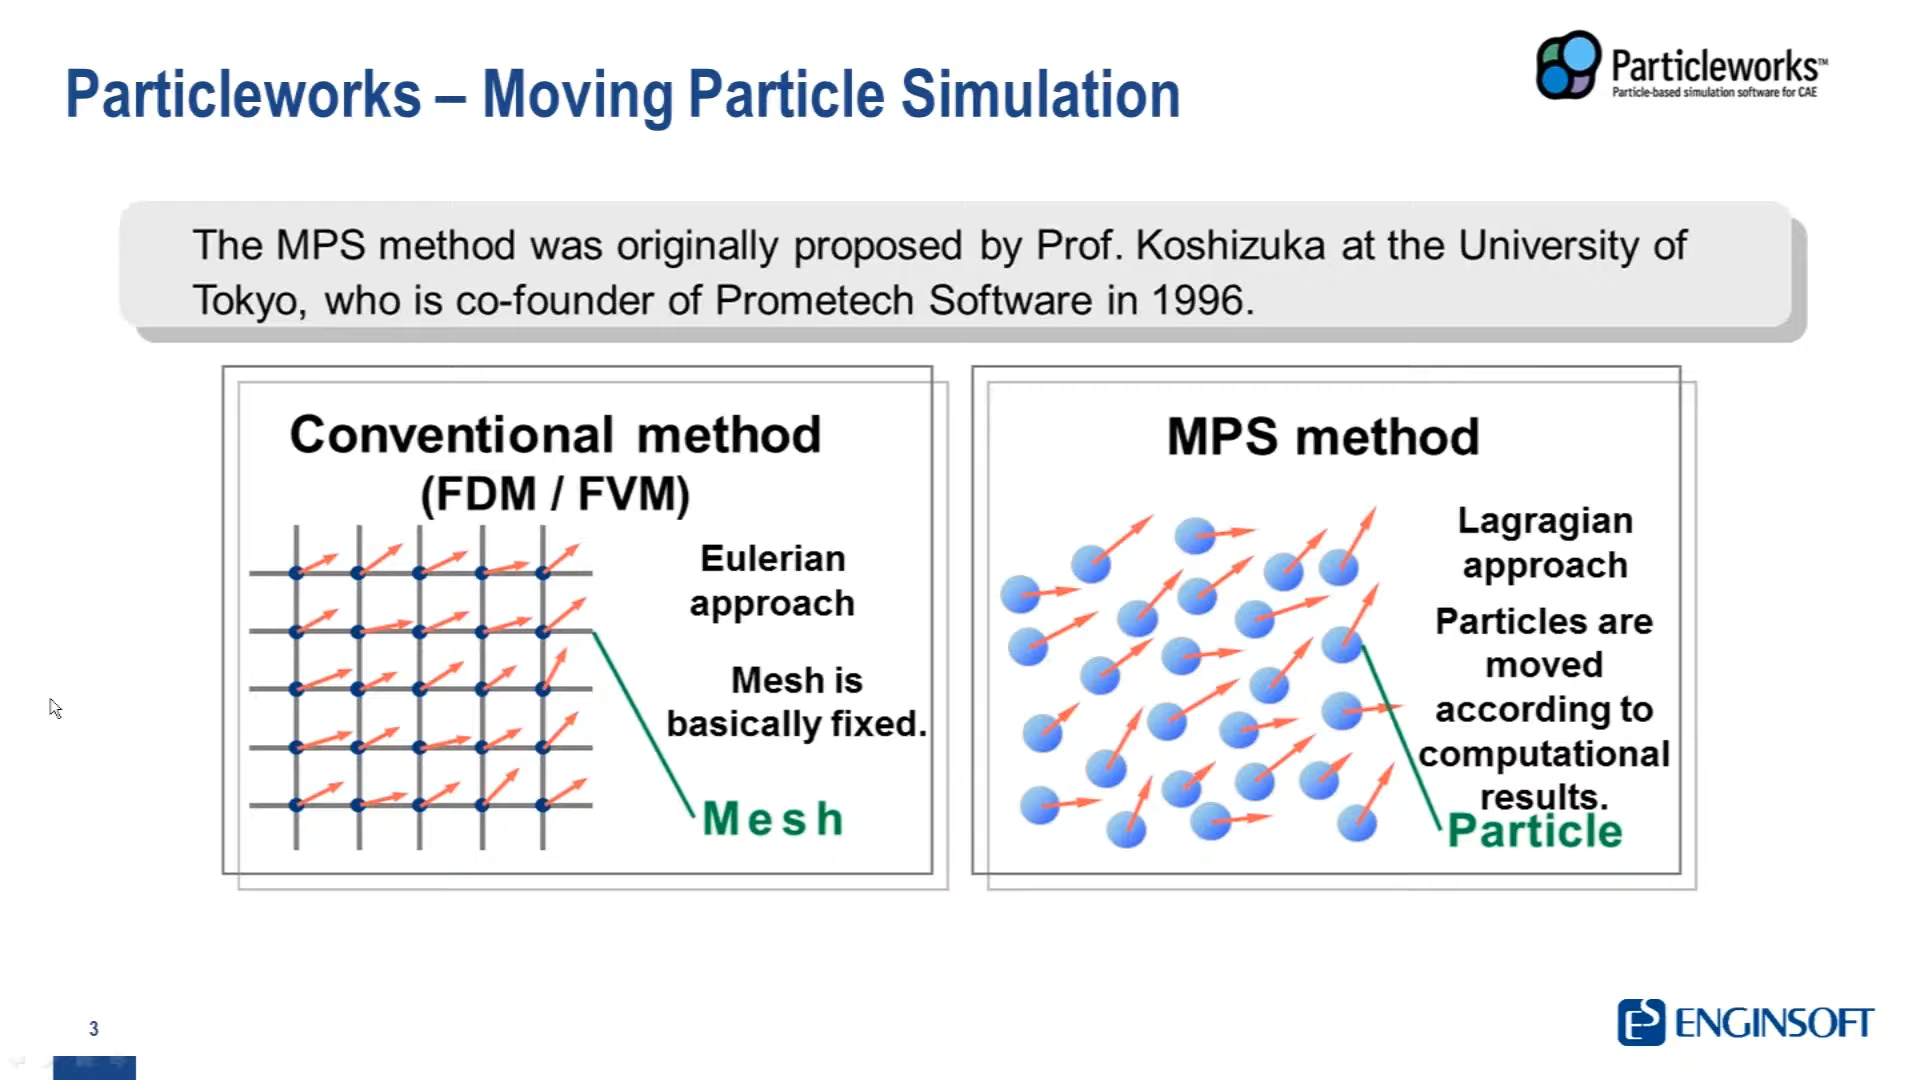 Particleworks – Moving Particle Simulation
Particleworks™
Particle-based simulation software for CAE
The MPS method was originally proposed by Prof. Koshizuka at the University of
Tokyo, who is co-founder of Prometech Software in 1996.
Conventional method
(FDM / FVM)
Eulerian
approach
Mesh is
basically fixed.
Mesh
MPS method
Lagragian
approach
Particles are
moved
according to
computational
results.
Particle
3
ES ENGINSOFT